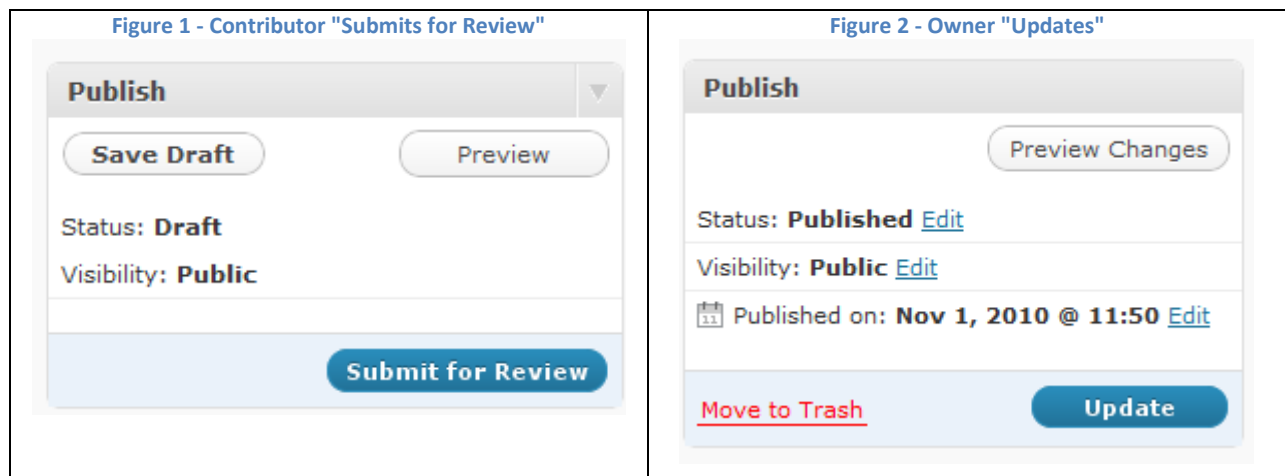 Figure 1 - Contributor "Submits for Review"
Publish
Save Draft
Preview
Status: Draft
Visibility: Public
Submit for Review
Figure 2 - Owner "Updates"
Publish
Preview Changes
Status: Published Edit
Visibility: Public Edit
11 Published on: Nov 1, 2010 @ 11:50 Edit
Move to Trash
Update